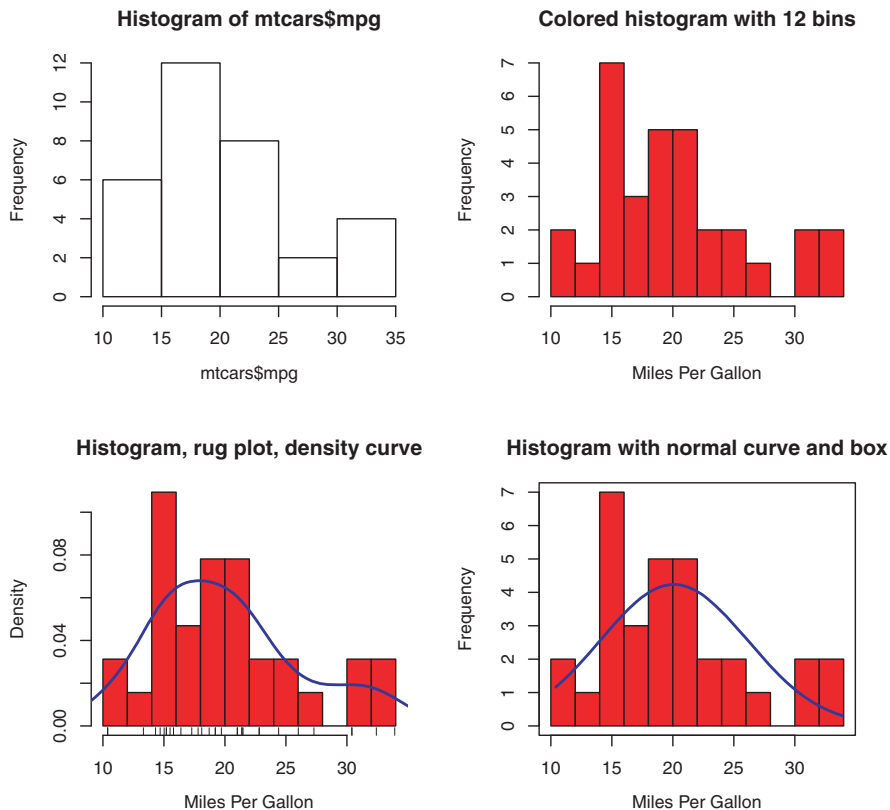 Histogram of mtcars$mpg
Frequency
0 2 4 6 8 10 12
10 15 20 25 30 35
mtcars$mpg
Colored histogram with 12 bins
Frequency
0 1 2 3 4 5 6 7
10 15 20 25 30
Miles Per Gallon
Histogram, rug plot, density curve
Density
0.00 0.04 0.08
10 15 20 25 30
Miles Per Gallon
Histogram with normal curve and box
Frequency
0 1 2 3 4 5 6 7
10 15 20 25 30
Miles Per Gallon